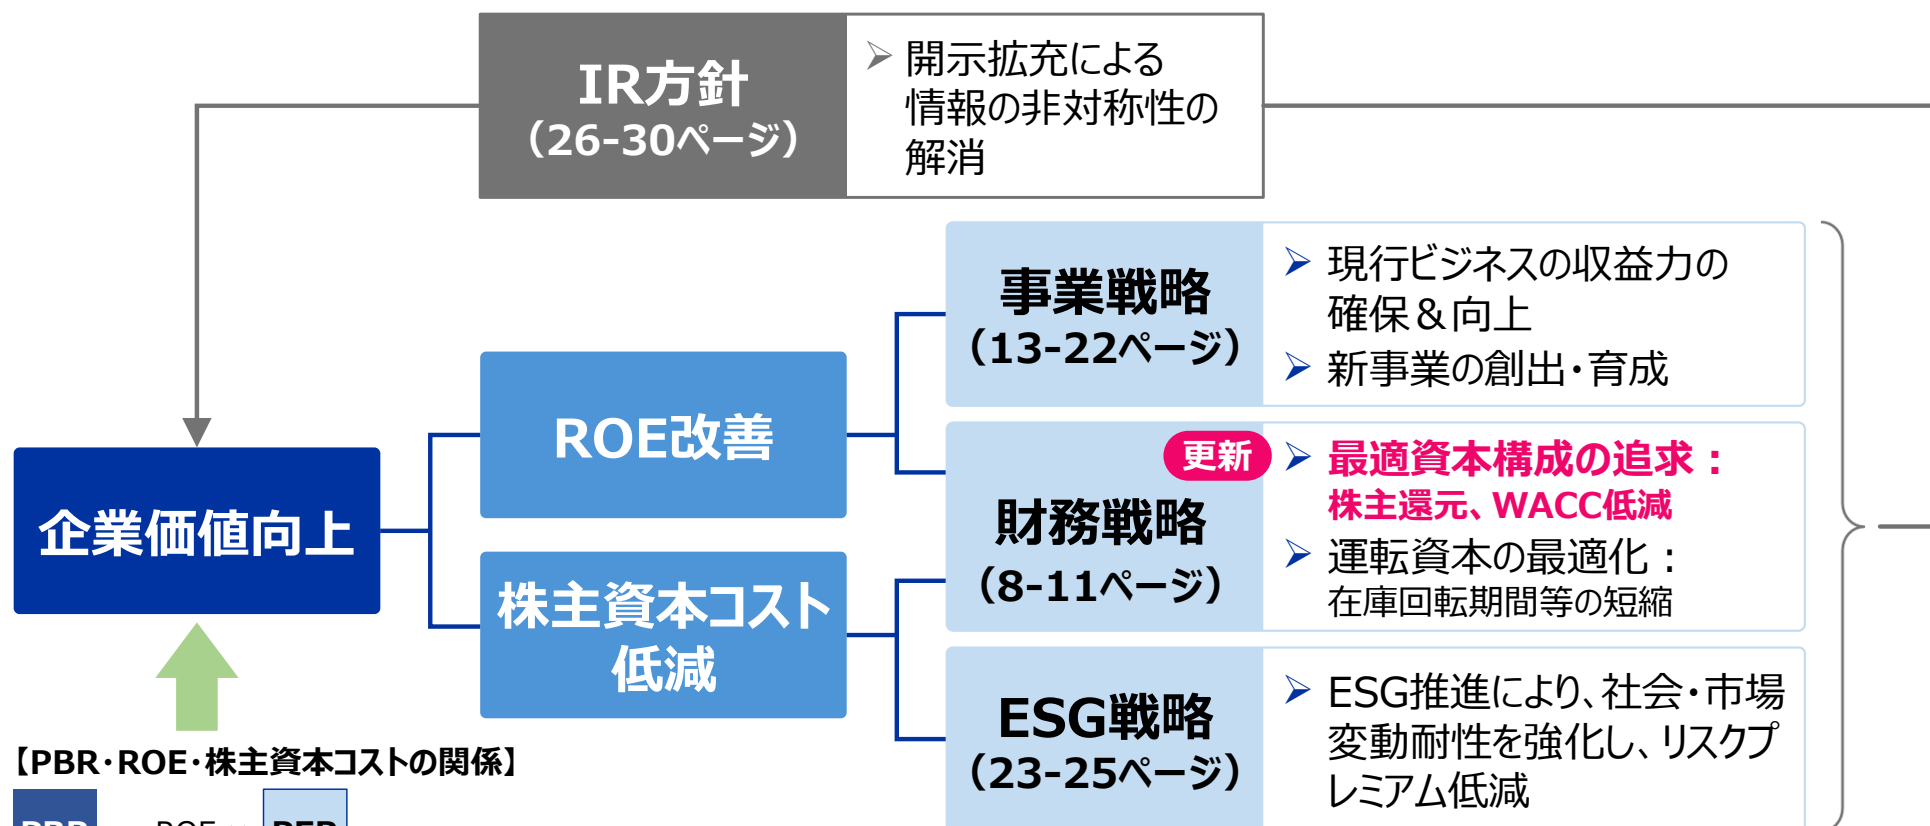 IR方針
（26-30ページ）
➢ 開示拡充による
情報の非対称性の
解消
企業価値向上
ROE改善
株主資本コスト
低減
事業戦略
（13-22ページ）
➢ 現行ビジネスの収益力の
確保＆向上
➢ 新事業の創出・育成
更新
財務戦略
（8-11ページ）
➢ 最適資本構成の追求：
株主還元、WACC低減
➢ 運転資本の最適化：
在庫回転期間等の短縮
ESG戦略
（23-25ページ）
➢ ESG推進により、社会・市場
変動耐性を強化し、リスクプ
レミアム低減
【PBR・ROE・株主資本コストの関係】
PBR ROE PER